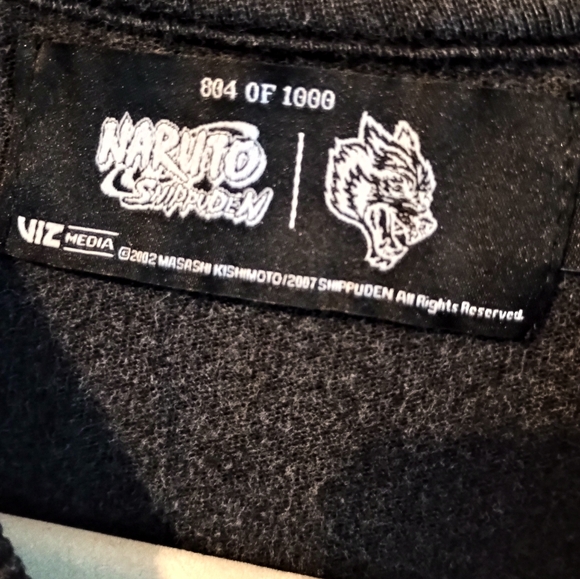 804 OF 1000
NARUTO
SHIPPUDEN
VIZ MEDIA
©2002 MASASHI KISHIMOTO/2007 SHIPPUDEN All Rights Reserved.